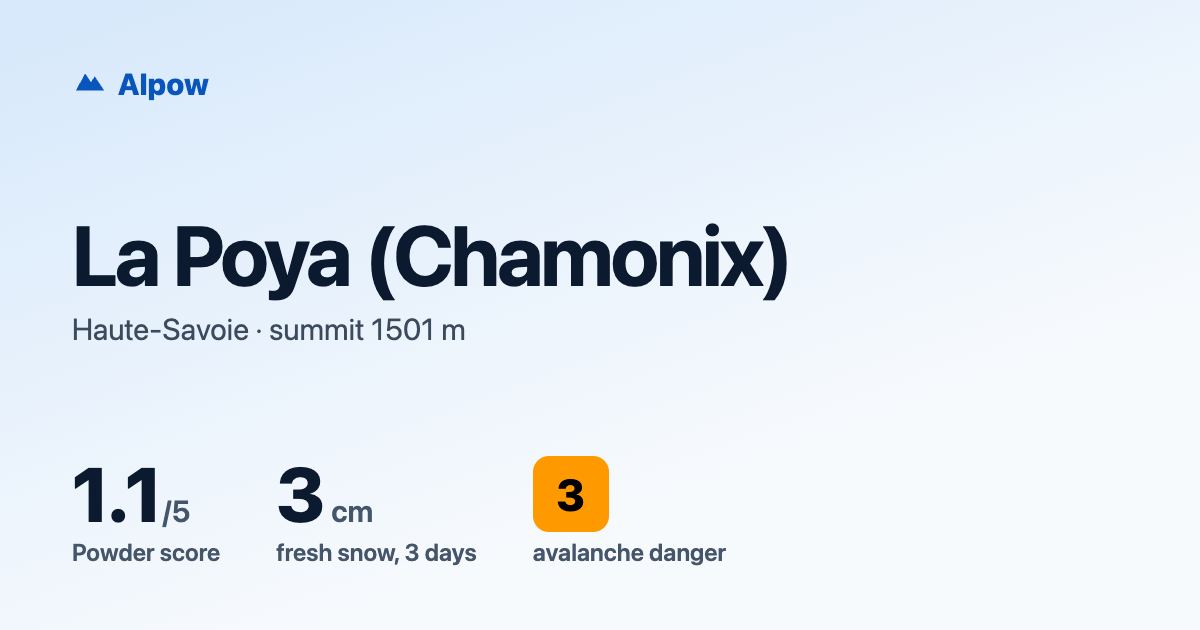 Alpow
La Poya (Chamonix)
Haute-Savoie · summit 1501 m
1.1/5 3 cm 3
Powder score fresh snow, 3 days avalanche danger